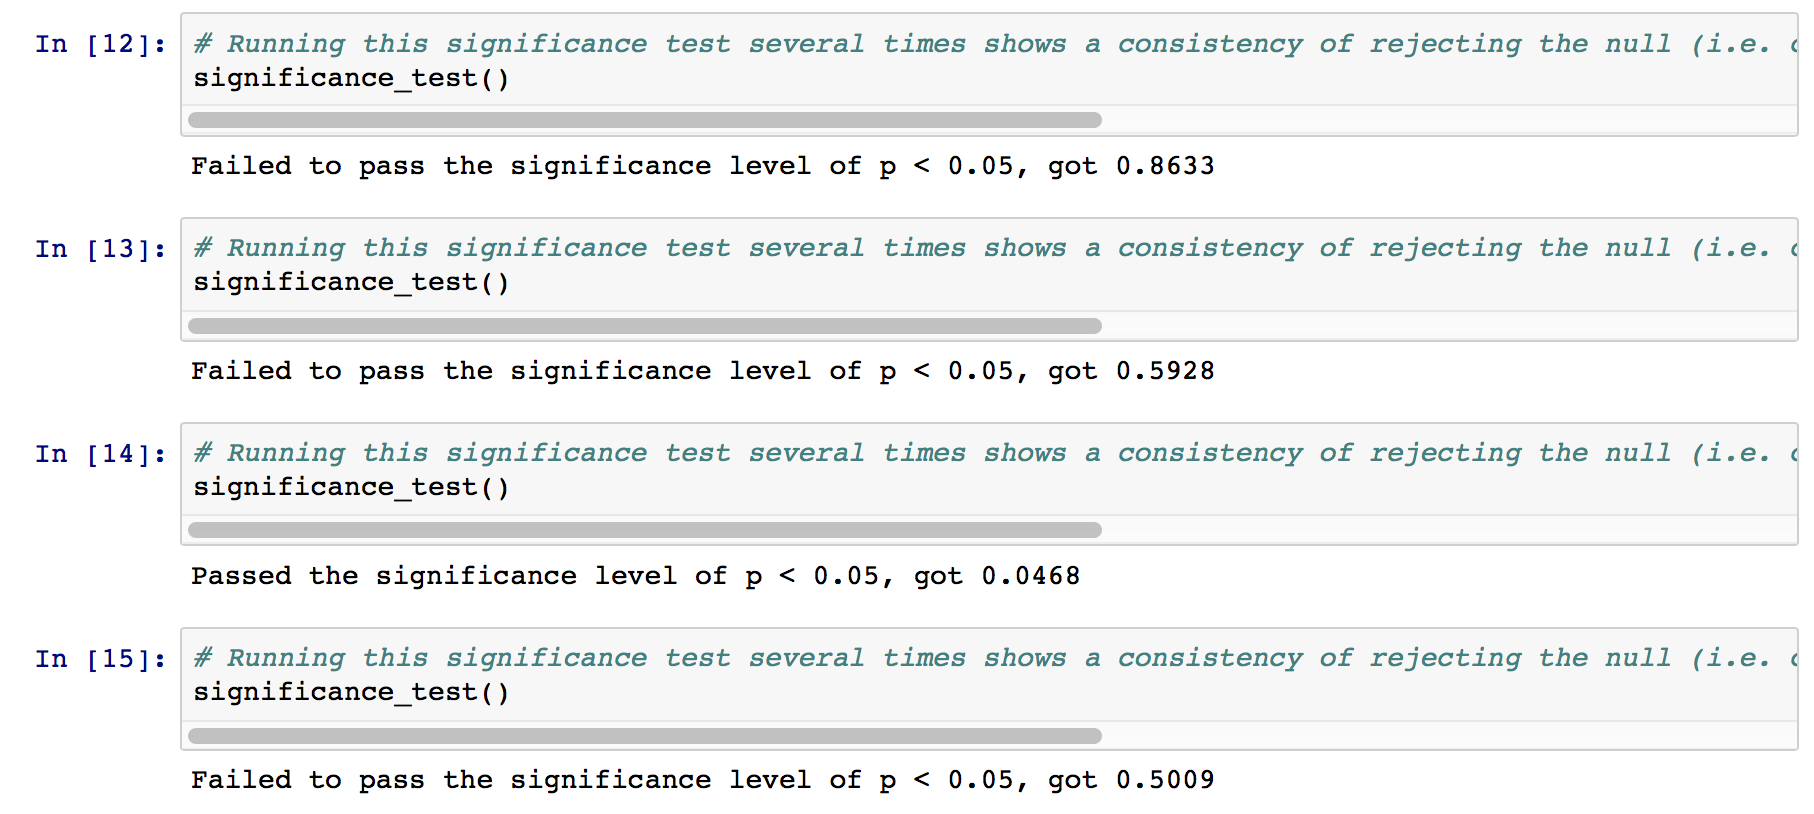 In [12]: # Running this significance test several times shows a consistency of rejecting the null (i.e.
significance_test()
Failed to pass the significance level of p < 0.05, got 0.8633
In [13]: # Running this significance test several times shows a consistency of rejecting the null (i.e.
significance_test()
Failed to pass the significance level of p < 0.05, got 0.5928
In [14]: # Running this significance test several times shows a consistency of rejecting the null (i.e.
significance_test()
Passed the significance level of p < 0.05, got 0.0468
In [15]: # Running this significance test several times shows a consistency of rejecting the null (i.e.
significance_test()
Failed to pass the significance level of p < 0.05, got 0.5009